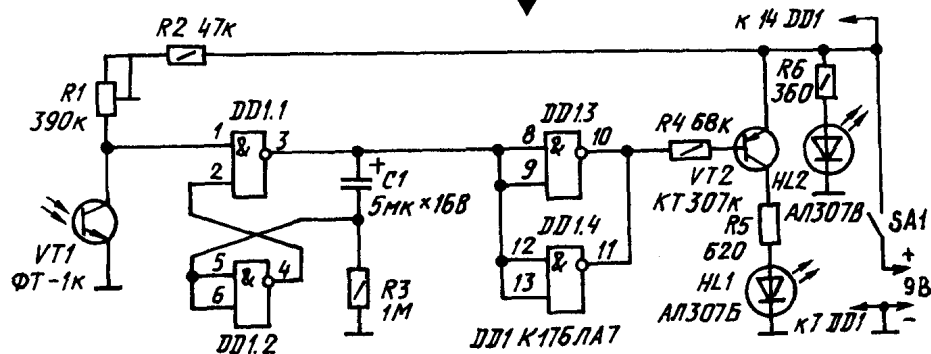 к 14 DD1
R2 47к
R1
390к
DD1.1
1
&
3
2
C1
+
5мк × 16В
DD1.3
8
&
10
9
R4 68к
VT2
КТ307к
R6
360
HL2
АЛ307В
SA1
VT1
ФТ-1к
5
&
4
6
DD1.2
R3
1М
DD1.4
12
&
11
13
DD1 К176ЛА7
R5
620
HL1
АЛ307Б
+
9В
-
к7 DD1